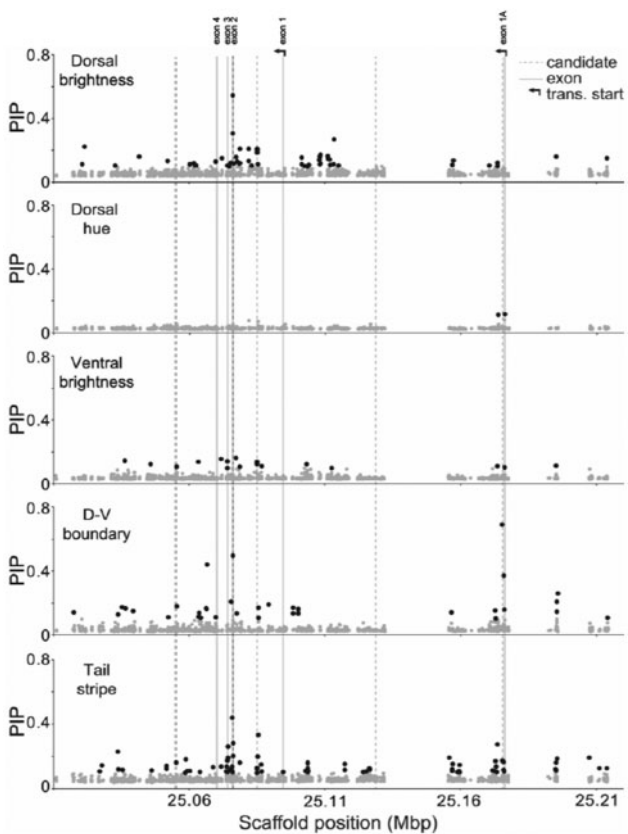 exon 4
exon 3
exon 2
exon 1
exon 1A
candidate
exon
trans. start
Dorsal
brightness
PIP
0.8
0.4
0
Dorsal
hue
PIP
0.8
0.4
0
Ventral
brightness
PIP
0.8
0.4
0
D-V
boundary
PIP
0.8
0.4
0
Tail
stripe
PIP
0.8
0.4
0
25.06 25.11 25.16 25.21
Scaffold position (Mbp)